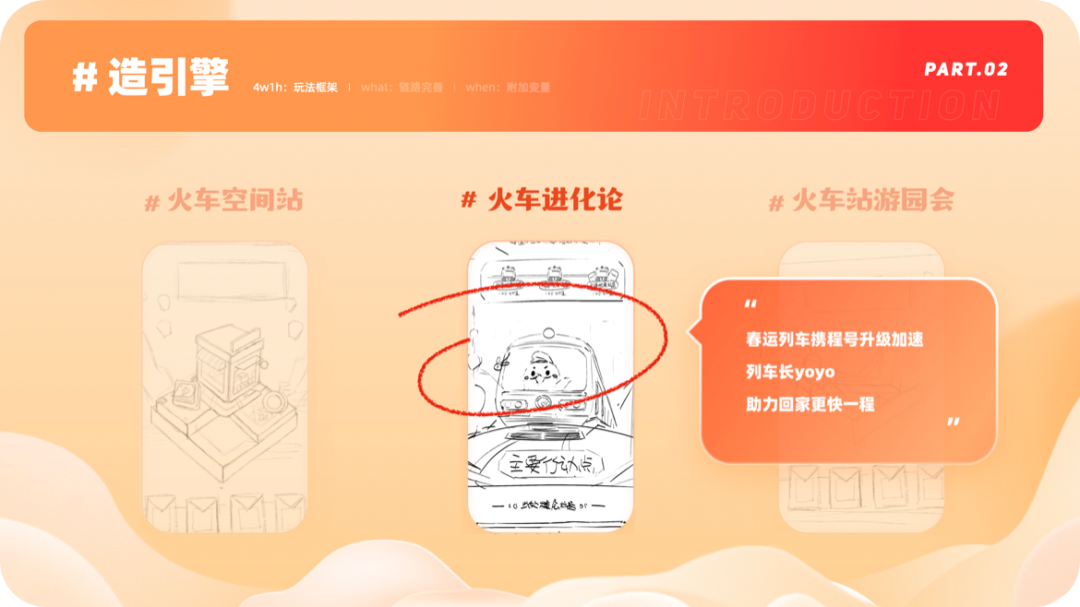 # 造引擎
4w1h：玩法框架 | what：链路完善 | when：附加变量
PART.02
INTRODUCTION
# 火车空间站
# 火车进化论
# 火车站游园会
“
春运列车携程号升级加速
列车长yoyo
助力回家更快一程
”
主要行动点